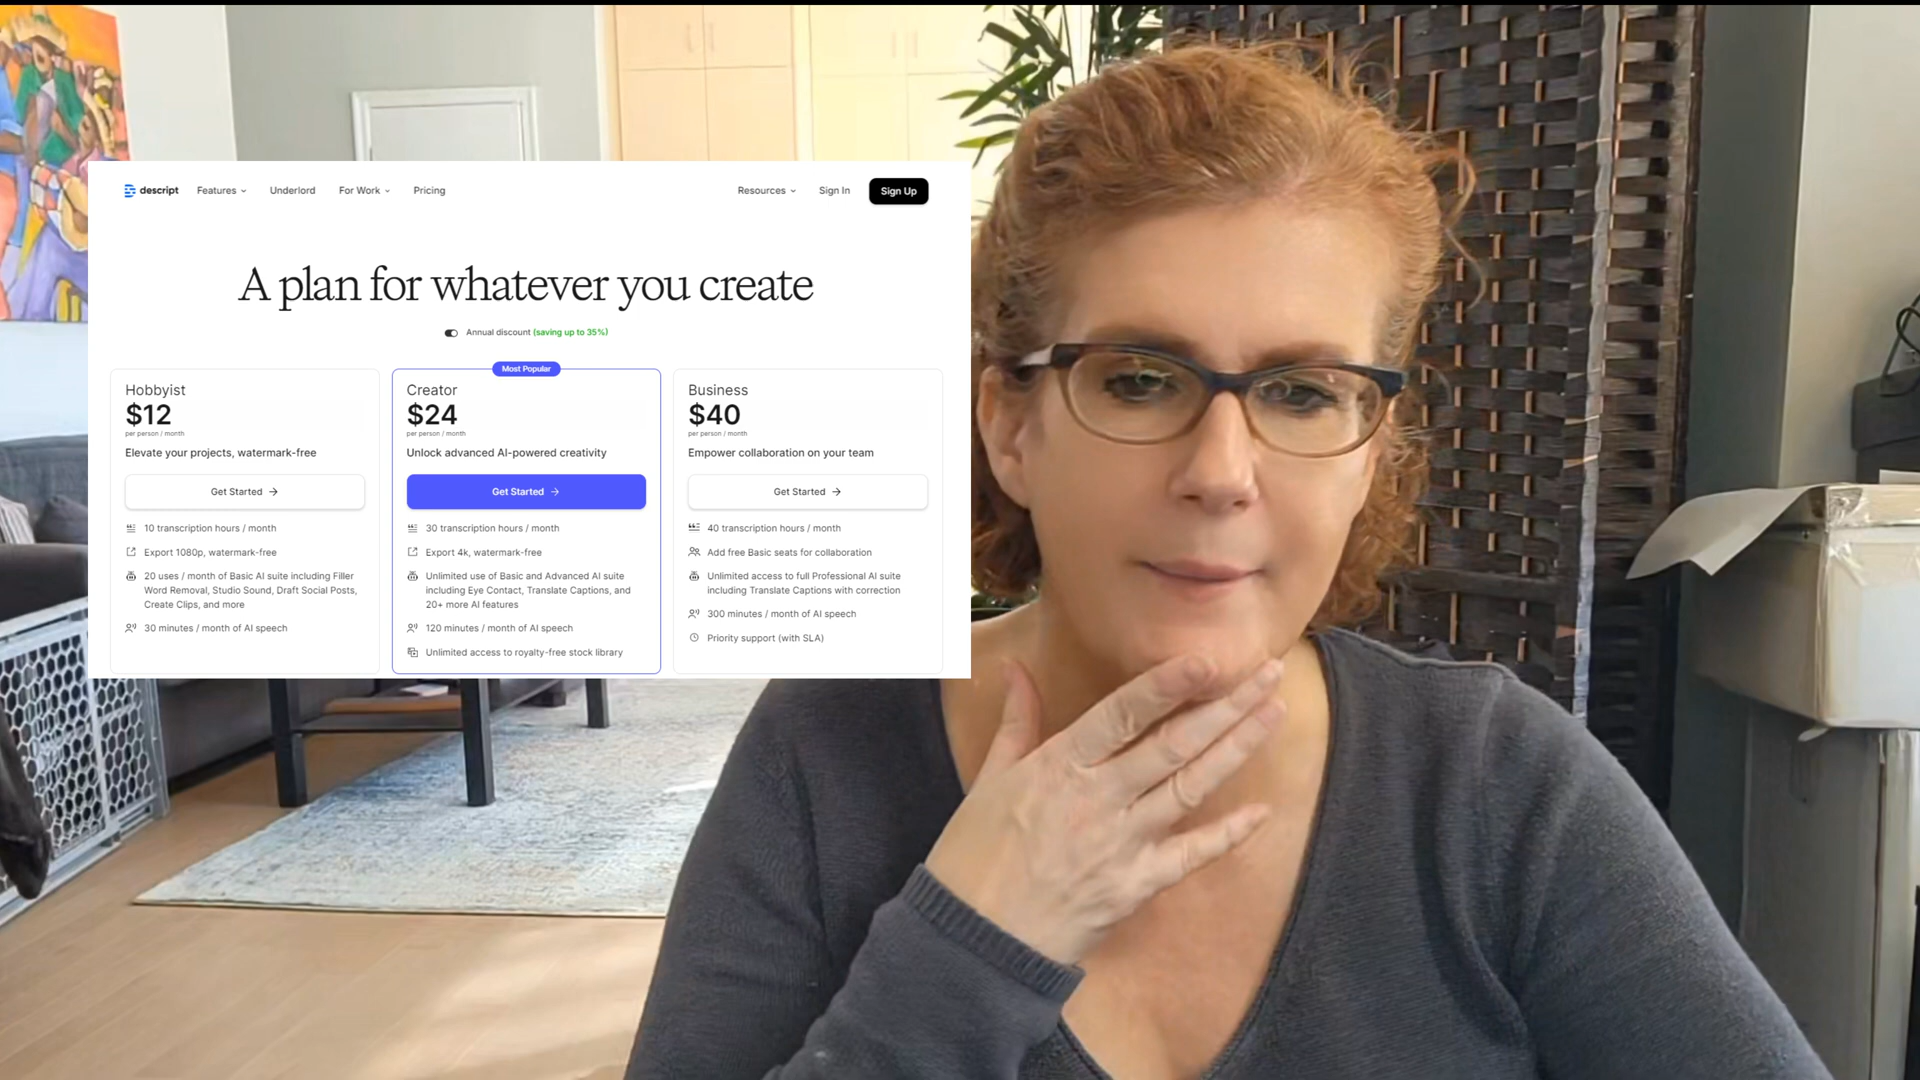 descript Features Underlord For Work Pricing Resources Sign In Sign Up
A plan for whatever you create
Annual discount (saving up to 35%)
Most Popular
Hobbyist
$12
per person / month
Elevate your projects, watermark-free
Get Started →
10 transcription hours / month
Export 1080p, watermark-free
20 uses / month of Basic AI suite including Filler
Word Removal, Studio Sound, Draft Social Posts,
Create Clips, and more
30 minutes / month of AI speech
Creator
$24
per person / month
Unlock advanced AI-powered creativity
Get Started →
30 transcription hours / month
Export 4k, watermark-free
Unlimited use of Basic and Advanced AI suite
including Eye Contact, Translate Captions, and
20+ more AI features
120 minutes / month of AI speech
Unlimited access to royalty-free stock library
Business
$40
per person / month
Empower collaboration on your team
Get Started →
40 transcription hours / month
Add free Basic seats for collaboration
Unlimited access to full Professional AI suite
including Translate Captions with correction
300 minutes / month of AI speech
Priority support (with SLA)